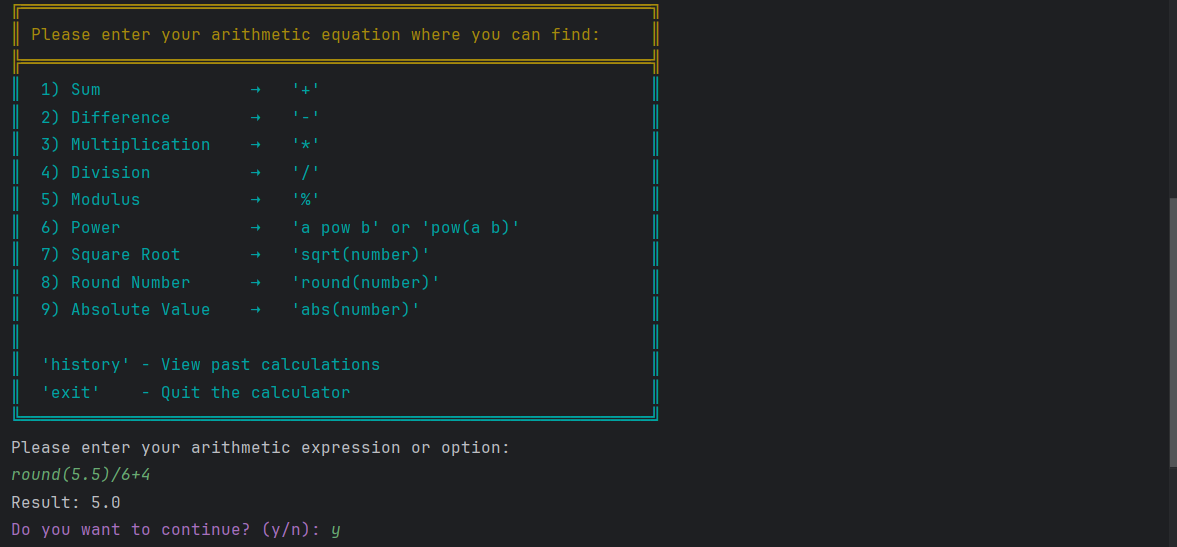 Please enter your arithmetic equation where you can find:
1) Sum → '+'
2) Difference → '-'
3) Multiplication → '*'
4) Division → '/'
5) Modulus → '%'
6) Power → 'a pow b' or 'pow(a b)'
7) Square Root → 'sqrt(number)'
8) Round Number → 'round(number)'
9) Absolute Value → 'abs(number)'
'history' - View past calculations
'exit' - Quit the calculator
Please enter your arithmetic expression or option:
round(5.5)/6+4
Result: 5.0
Do you want to continue? (y/n): y